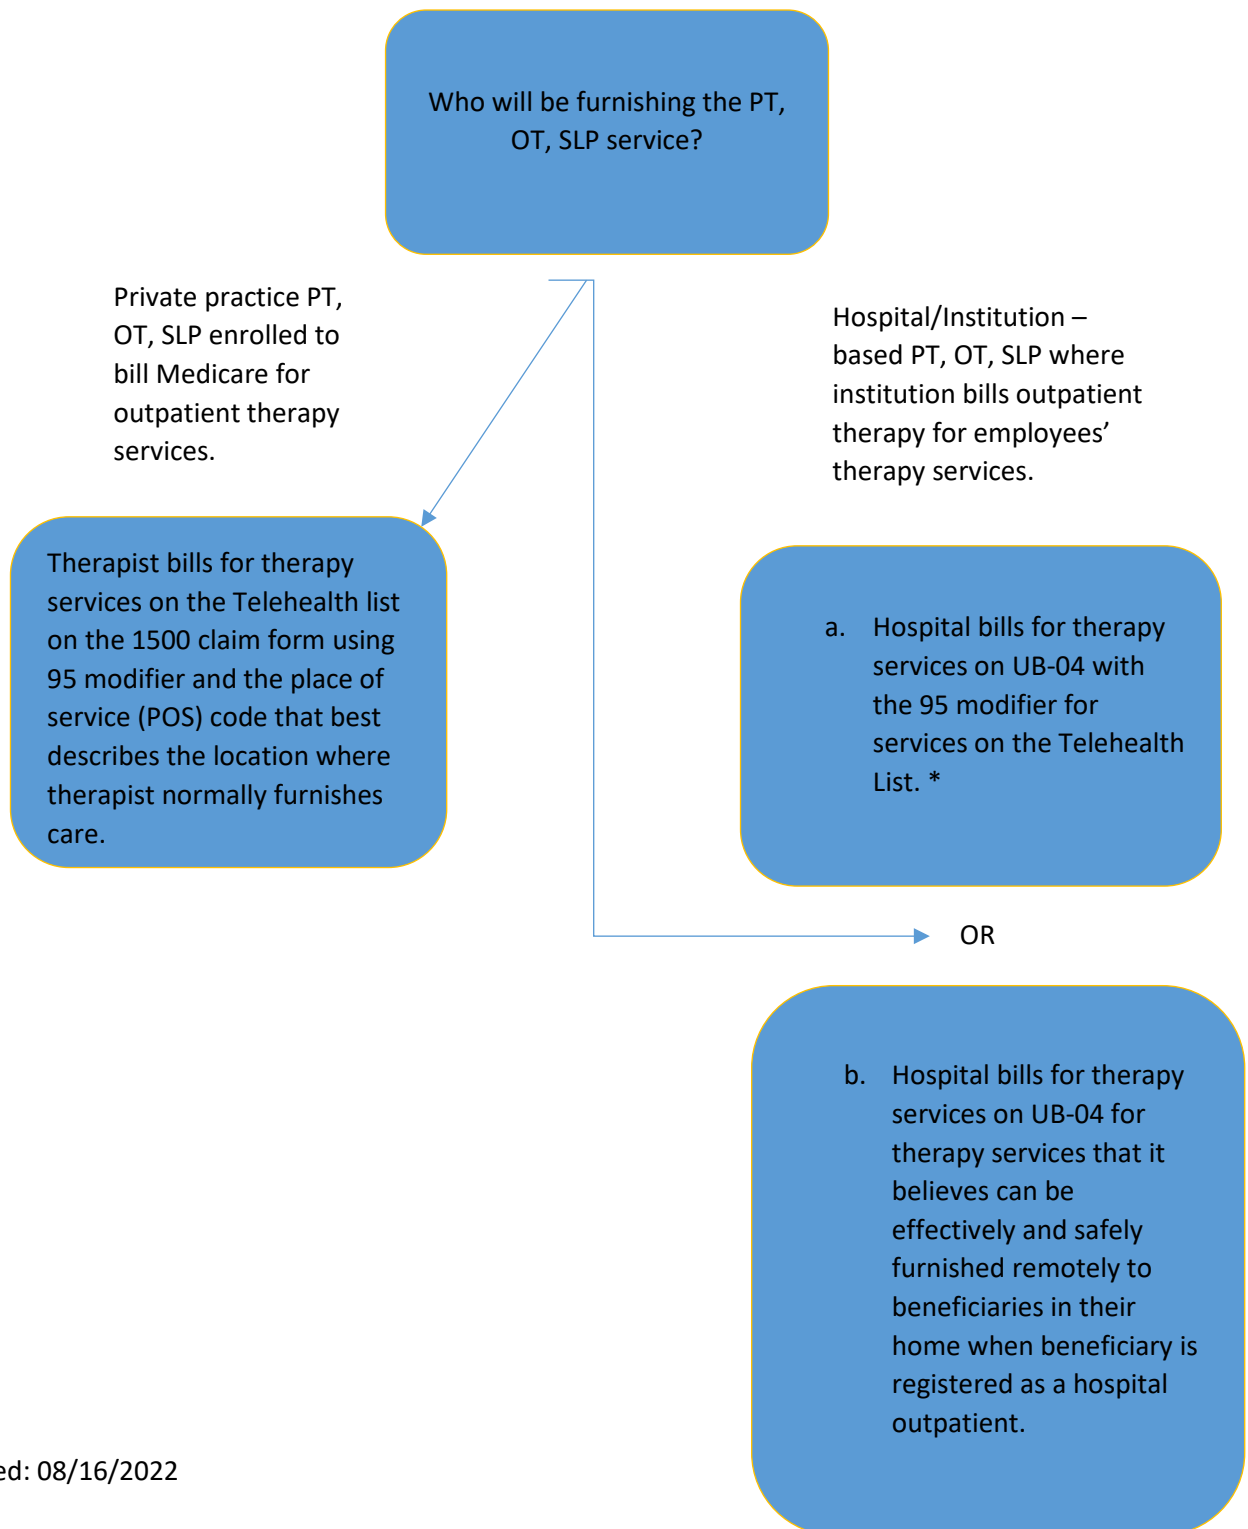 Who will be furnishing the PT,
OT, SLP service?
Private practice PT,
OT, SLP enrolled to
bill Medicare for
outpatient therapy
services.
Hospital/Institution –
based PT, OT, SLP where
institution bills outpatient
therapy for employees’
therapy services.
Therapist bills for therapy
services on the Telehealth list
on the 1500 claim form using
95 modifier and the place of
service (POS) code that best
describes the location where
therapist normally furnishes
care.
a. Hospital bills for therapy
services on UB-04 with
the 95 modifier for
services on the Telehealth
List. *
OR
b. Hospital bills for therapy
services on UB-04 for
therapy services that it
believes can be
effectively and safely
furnished remotely to
beneficiaries in their
home when beneficiary is
registered as a hospital
outpatient.
ed: 08/16/2022